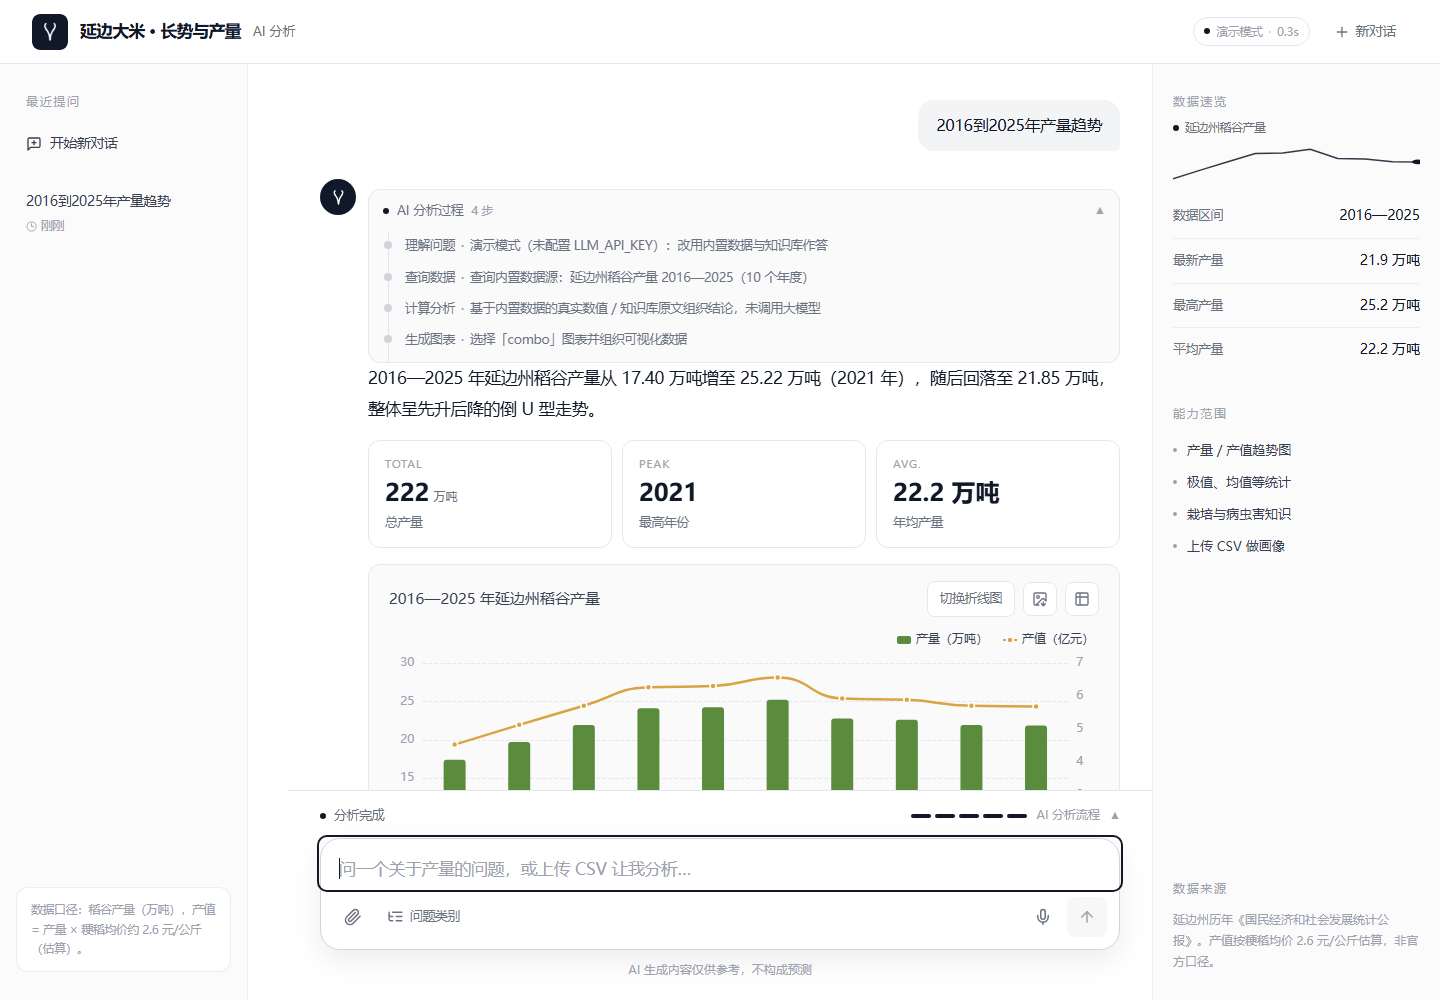 延边大米 • 长势与产量 AI 分析
演示模式 · 0.3s
新对话
最近提问
开始新对话
2016到2025年产量趋势
刚刚
数据口径：稻谷产量（万吨），产值
= 产量 × 粳稻均价约 2.6 元/公斤
（估算）。
2016到2025年产量趋势
AI 分析过程 4 步
理解问题 · 演示模式（未配置 LLM_API_KEY）：改用内置数据与知识库作答
查询数据 · 查询内置数据源：延边州稻谷产量 2016—2025（10 个年度）
计算分析 · 基于内置数据的真实数值 / 知识库原文组织结论，未调用大模型
生成图表 · 选择「combo」图表并组织可视化数据
2016—2025 年延边州稻谷产量从 17.40 万吨增至 25.22 万吨（2021 年），随后回落至 21.85 万吨，
整体呈先升后降的倒 U 型走势。
TOTAL
222 万吨
总产量
PEAK
2021
最高年份
AVG.
22.2 万吨
年均产量
2016—2025 年延边州稻谷产量
切换折线图
产量（万吨） 产值（亿元）
30 7
25 6
20 5
15 4
分析完成
AI 分析流程
问一个关于产量的问题，或上传 CSV 让我分析...
问题类别
AI 生成内容仅供参考，不构成预测
数据速览
延边州稻谷产量
数据区间 2016—2025
最新产量 21.9 万吨
最高产量 25.2 万吨
平均产量 22.2 万吨
能力范围
产量 / 产值趋势图
极值、均值等统计
栽培与病虫害知识
上传 CSV 做画像
数据来源
延边州历年《国民经济和社会发展统计公
报》。产值按粳稻均价 2.6 元/公斤估算，非官
方口径。